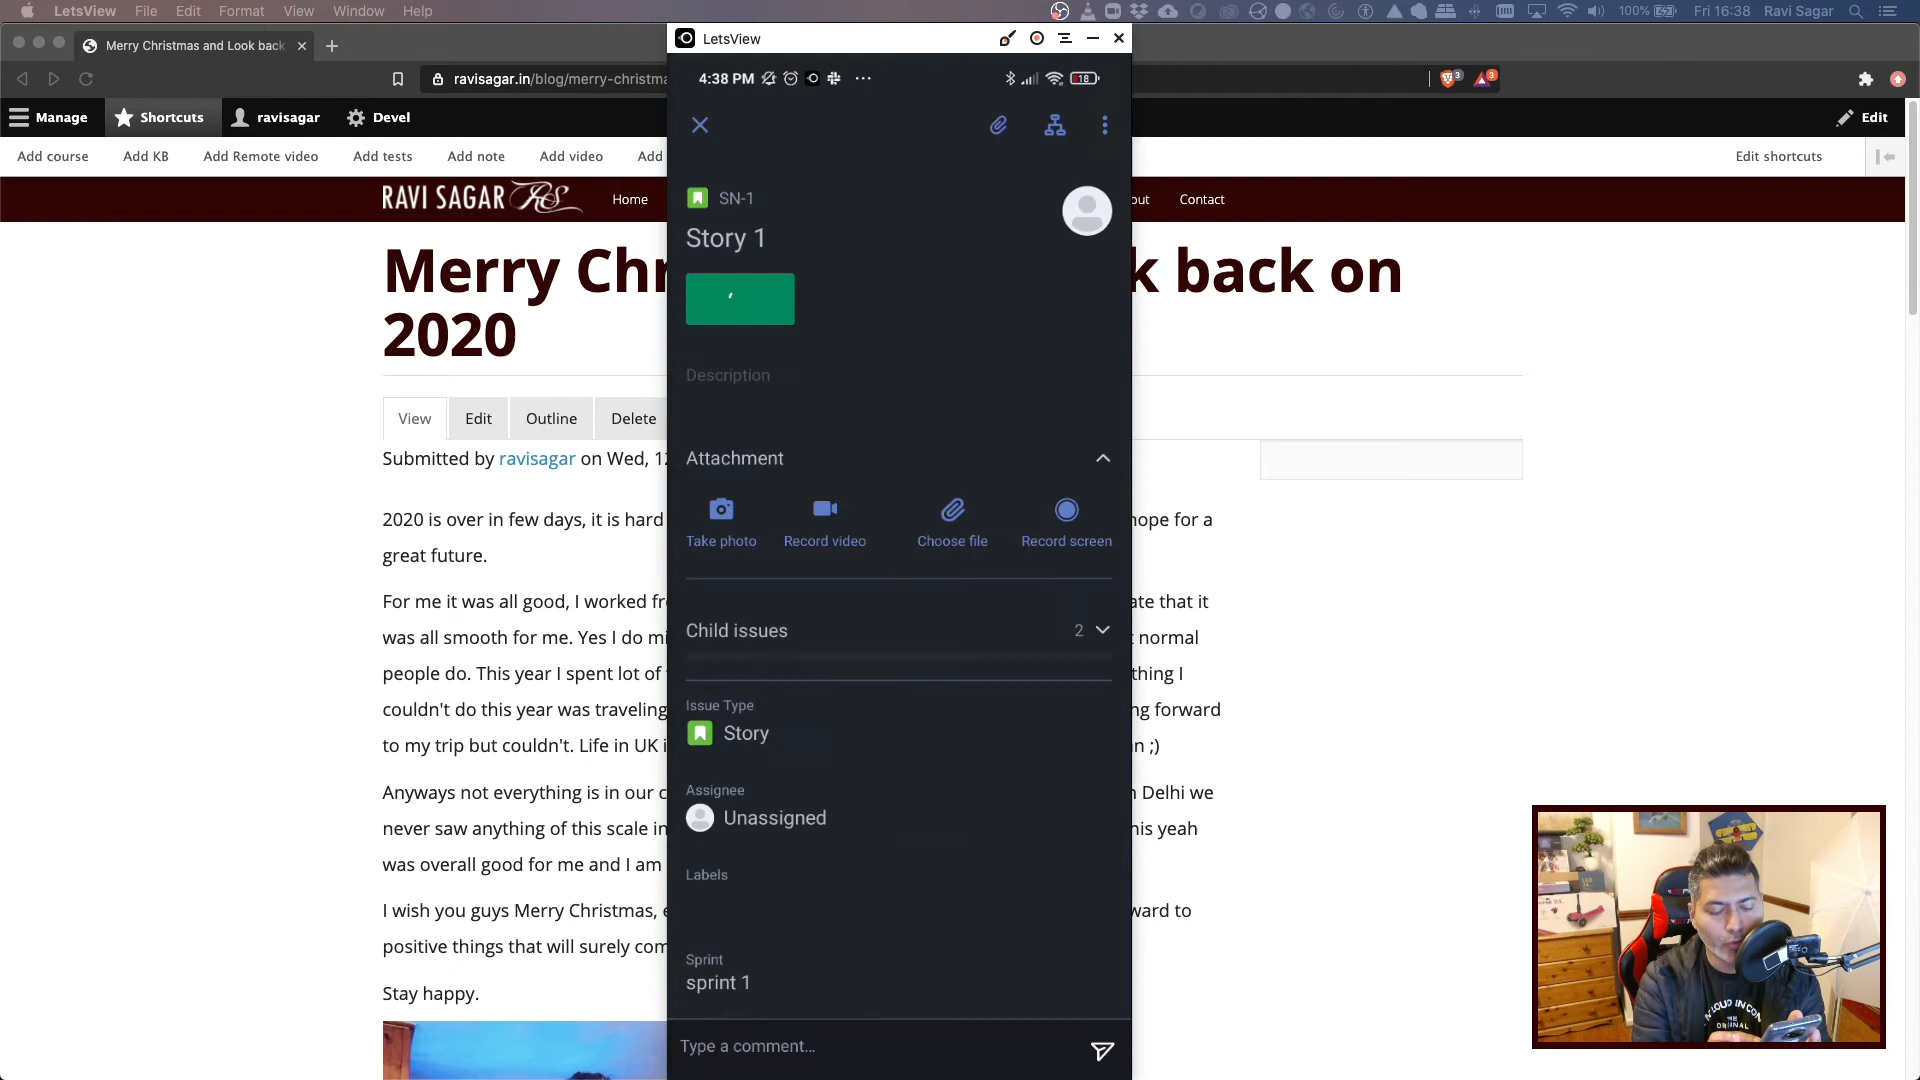 LetsView File Edit Format View Window Help
100% Fri 16:38 Ravi Sagar
Merry Christmas and Look back
LetsView
ravisagar.in/blog/merry-christma
3
3
4:38 PM
18
Manage Shortcuts ravisagar Devel
Edit
Add course Add KB Add Remote video Add tests Add note Add video Add
Edit shortcuts
RAVI SAGAR RS
Home
out Contact
SN-1
Story 1
Merry Chr
k back on
2020
Description
View Edit Outline Delete
Submitted by ravisagar on Wed, 12
Attachment
Take photo Record video Choose file Record screen
2020 is over in few days, it is hard
hope for a
great future.
For me it was all good, I worked fr
ate that it
was all smooth for me. Yes I do mi
t normal
people do. This year I spent lot of
thing I
couldn't do this year was traveling
ng forward
to my trip but couldn't. Life in UK i
n ;)
Child issues 2
Issue Type
Story
Assignee
Unassigned
Anyways not everything is in our c
n Delhi we
never saw anything of this scale in
his yeah
was overall good for me and I am
Labels
I wish you guys Merry Christmas, e
ward to
positive things that will surely com
Sprint
sprint 1
Stay happy.
Type a comment...
LOUD IN CON
THE
ORIGINAL